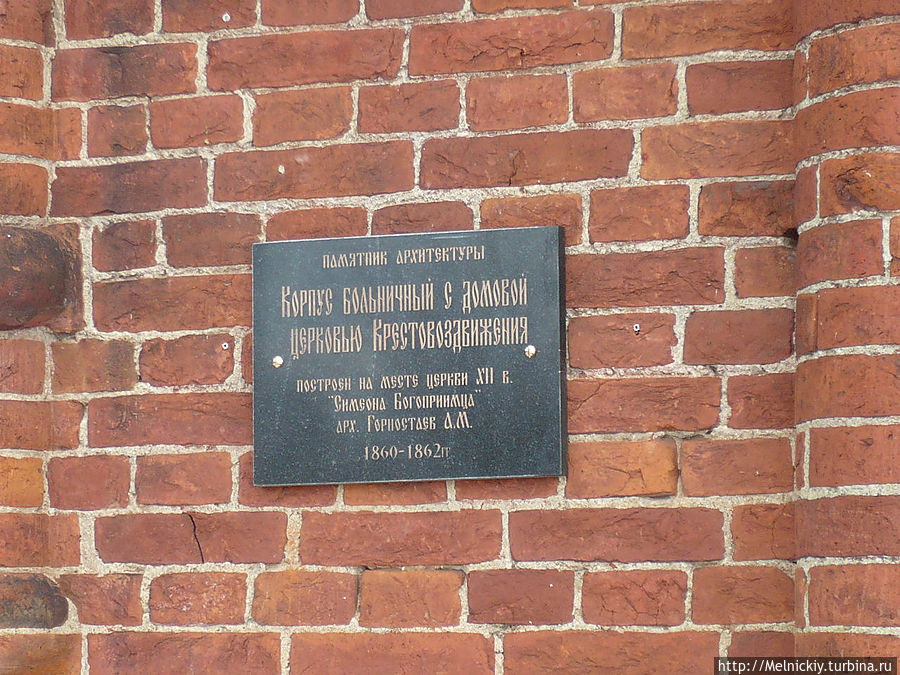 ПАМЯТНИК АРХИТЕКТУРЫ
Корпус больничный с домовой
церковью Крестовоздвижения
построен на месте церкви XII в.
"Симеона Богоприимца"
арх. Горностаев А.М.
1860-1862гг
http://Melnickiy.turbina.ru